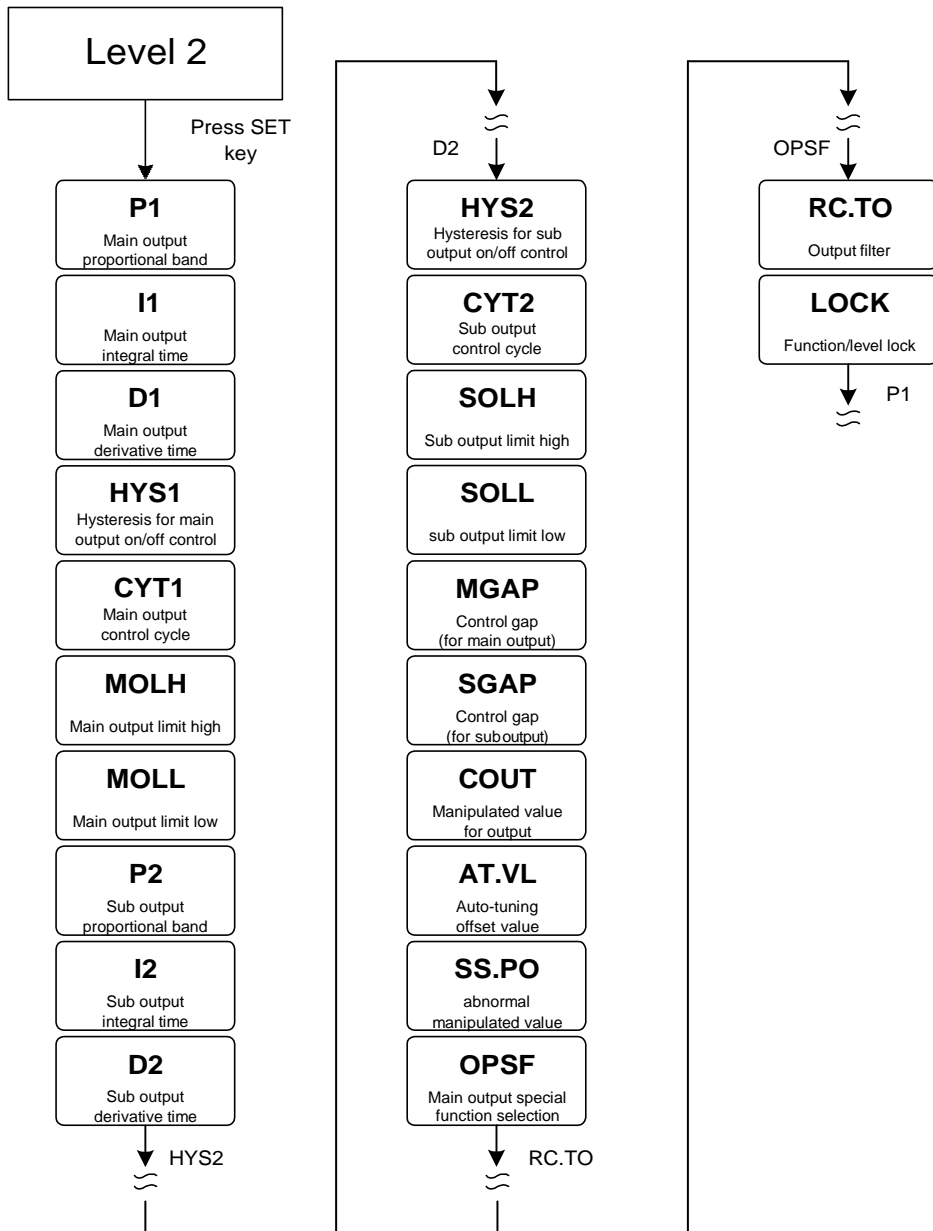 Level 2
Press SET
key
P1
Main output
proportional band
I1
Main output
integral time
D1
Main output
derivative time
HYS1
Hysteresis for main
output on/off control
CYT1
Main output
control cycle
MOLH
Main output limit high
MOLL
Main output limit low
P2
Sub output
proportional band
I2
Sub output
integral time
D2
Sub output
derivative time
HYS2
D2
HYS2
Hysteresis for sub
output on/off control
CYT2
Sub output
control cycle
SOLH
Sub output limit high
SOLL
sub output limit low
MGAP
Control gap
(for main output)
SGAP
Control gap
(for suboutput)
COUT
Manipulated value
for output
AT.VL
Auto-tuning
offset value
SS.PO
abnormal
manipulated value
OPSF
Main output special
function selection
RC.TO
OPSF
RC.TO
Output filter
LOCK
Function/level lock
P1